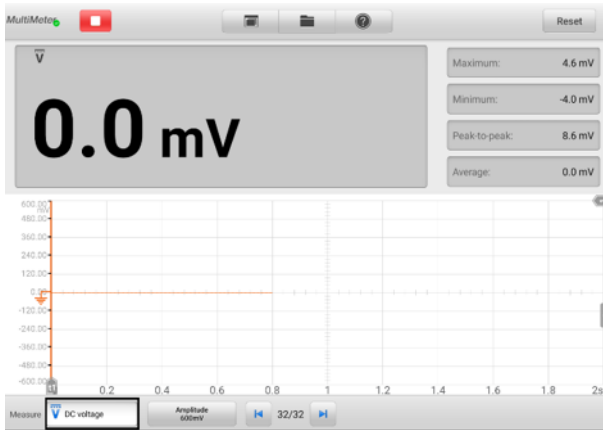 MultiMeter
Reset
V
0.0 mV
Maximum: 4.6 mV
Minimum: -4.0 mV
Peak-to-peak: 8.6 mV
Average: 0.0 mV
600.00
mV
480.00
360.00
240.00
120.00
0.00
-120.00
-240.00
-360.00
-480.00
-600.00
0.2 0.4 0.6 0.8 1 1.2 1.4 1.6 1.8 2s
Measure V DC voltage Amplitude 32/32
600mV